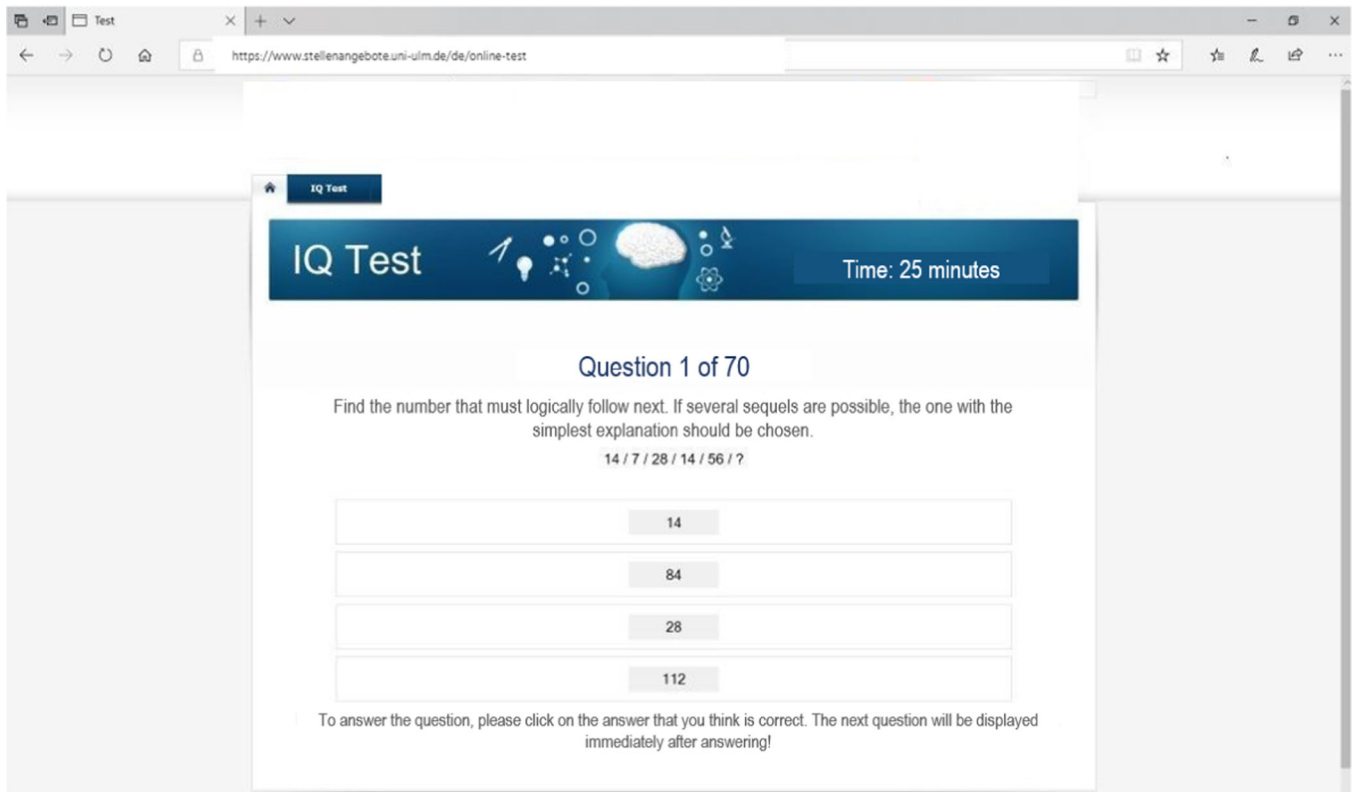 Test
https://www.stellenangebote.uni-ulm.de/de/online-test
IQ Test
IQ Test
Time: 25 minutes
Question 1 of 70
Find the number that must logically follow next. If several sequels are possible, the one with the
simplest explanation should be chosen.
14 / 7 / 28 / 14 / 56 / ?
14
84
28
112
To answer the question, please click on the answer that you think is correct. The next question will be displayed
immediately after answering!